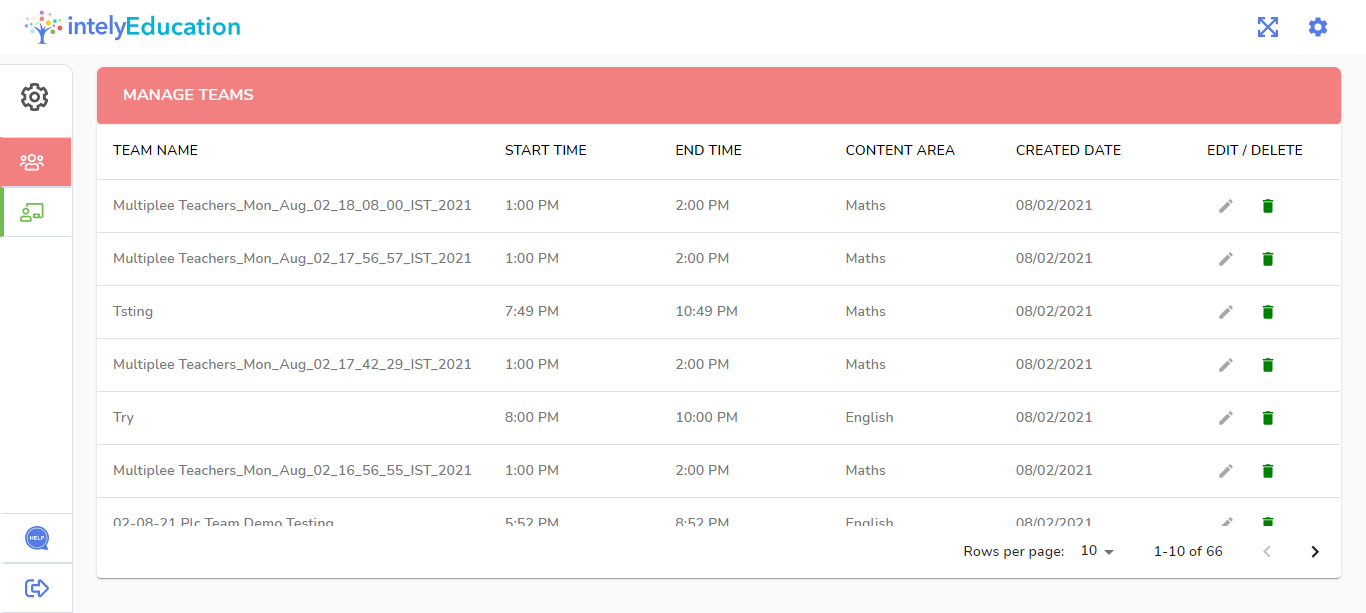 intelyEducation
MANAGE TEAMS
TEAM NAME START TIME END TIME CONTENT AREA CREATED DATE EDIT / DELETE
Multiplee Teachers_Mon_Aug_02_18_08_00_IST_2021 1:00 PM 2:00 PM Maths 08/02/2021
Multiplee Teachers_Mon_Aug_02_17_56_57_IST_2021 1:00 PM 2:00 PM Maths 08/02/2021
Tsting 7:49 PM 10:49 PM Maths 08/02/2021
Multiplee Teachers_Mon_Aug_02_17_42_29_IST_2021 1:00 PM 2:00 PM Maths 08/02/2021
Try 8:00 PM 10:00 PM English 08/02/2021
Multiplee Teachers_Mon_Aug_02_16_56_55_IST_2021 1:00 PM 2:00 PM Maths 08/02/2021
02-08-21 Plc Team Demo Testing 5:52 PM 8:52 PM English 08/02/2021
HELP
Rows per page: 10 1-10 of 66